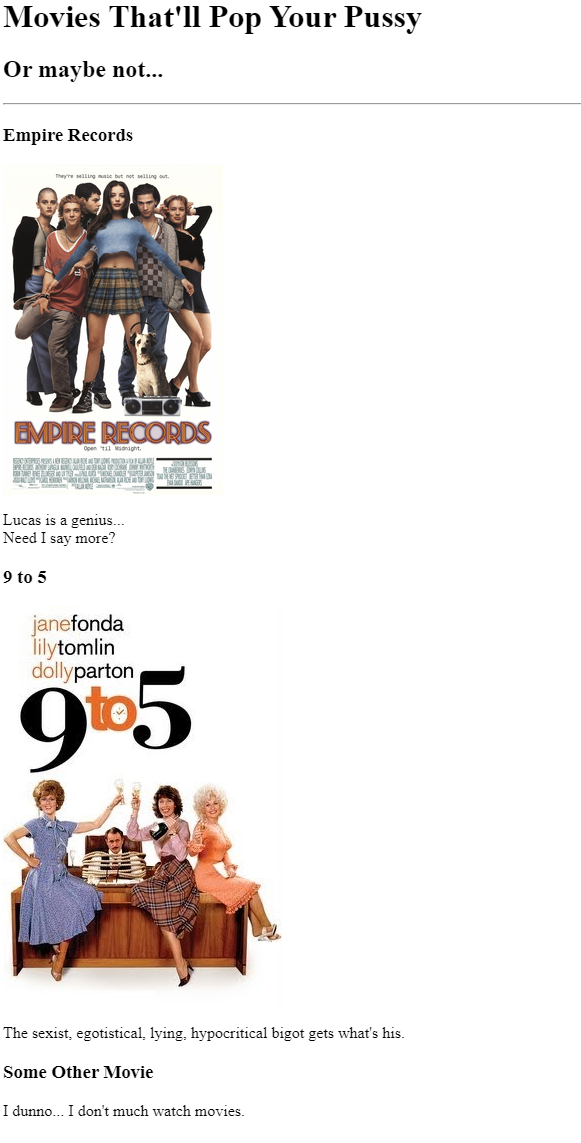 Movies That'll Pop Your Pussy
Or maybe not...
Empire Records
They're selling music but not selling out.
EMPIRE RECORDS
Open 'til Midnight.
Lucas is a genius...
Need I say more?
9 to 5
janefonda
lilytomlin
dollyparton
9to5
The sexist, egotistical, lying, hypocritical bigot gets what's his.
Some Other Movie
I dunno... I don't much watch movies.